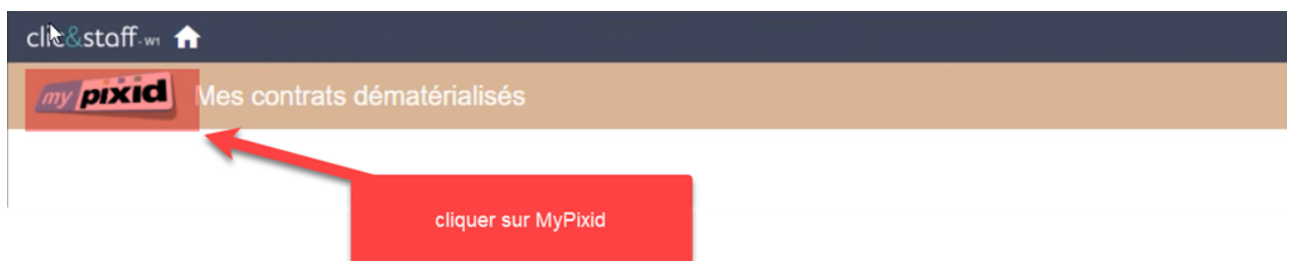 clic&staff-W1
my pixid Mes contrats dématérialisés
cliquer sur MyPixid